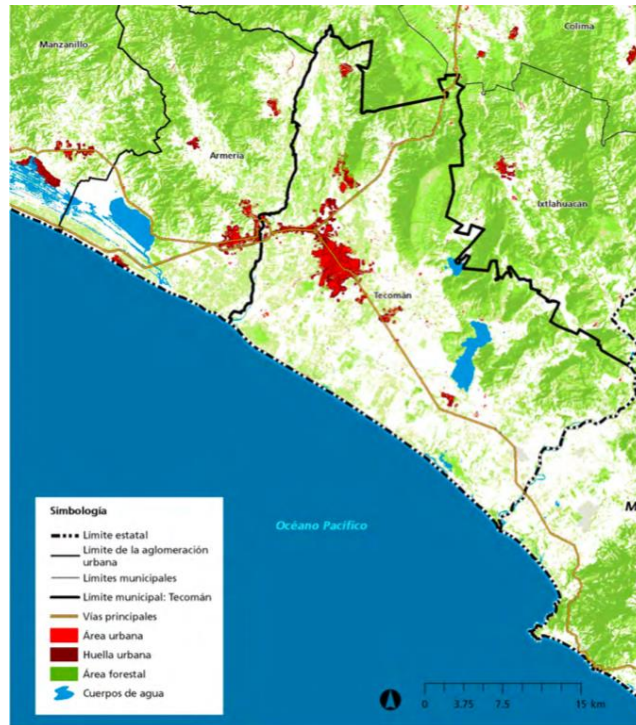 Colima
Manzanillo
Armería
Ixtlahuacán
Tecomán
M
Océano Pacífico
Simbología
Límite estatal
Límite de la aglomeración
urbana
Límites municipales
Límite municipal: Tecomán
Vías principales
Área urbana
Huella urbana
Área forestal
Cuerpos de agua
0 3.75 7.5 15 km